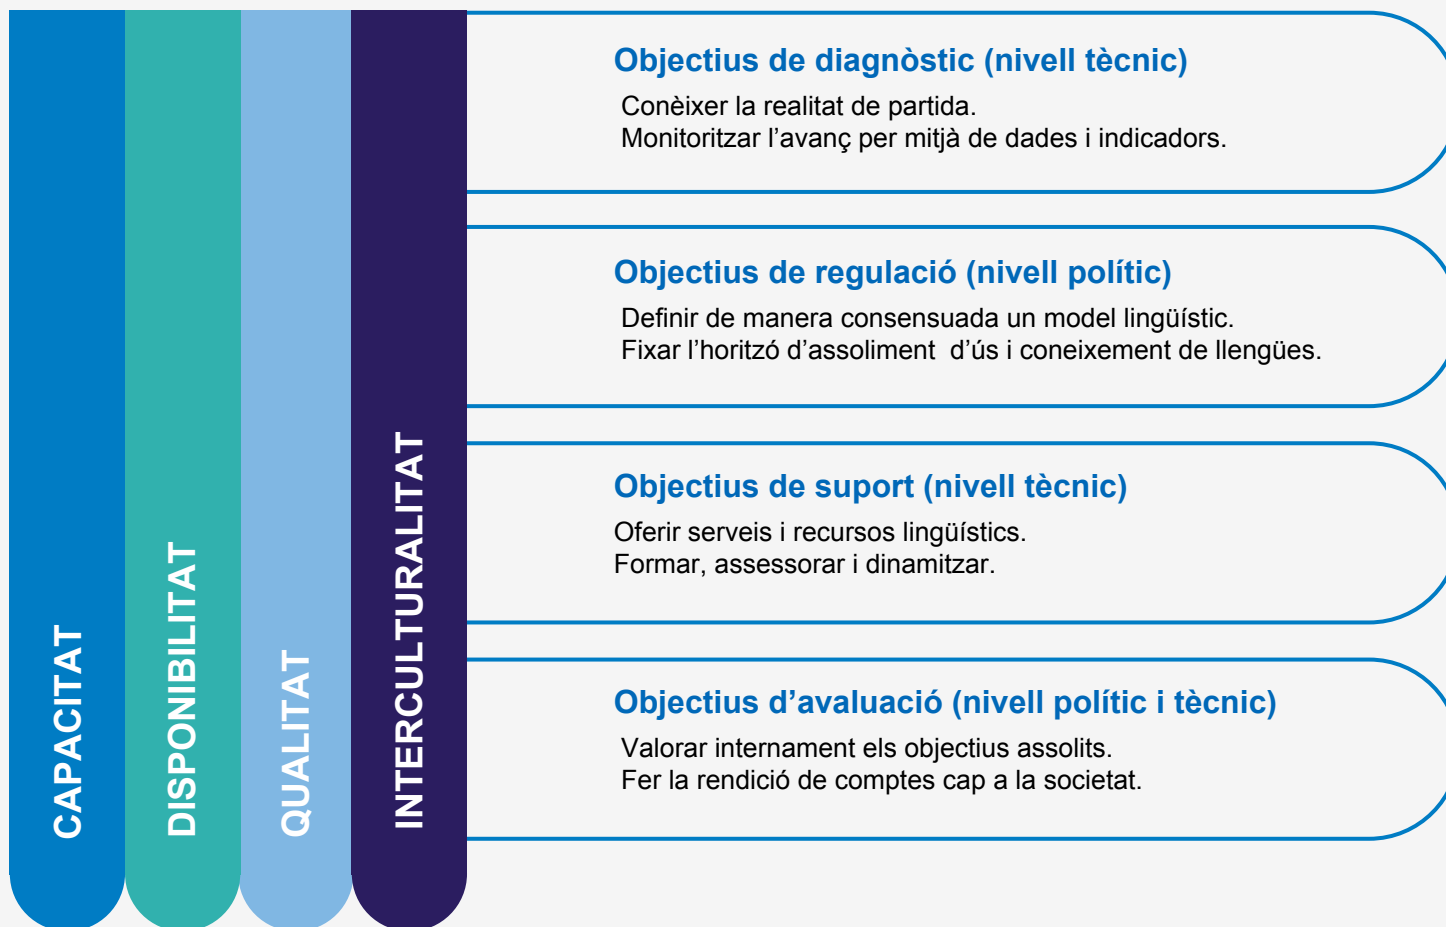 CAPACITAT
DISPONIBILITAT
QUALITAT
INTERCULTURALITAT
Objectius de diagnòstic (nivell tècnic)
Conèixer la realitat de partida.
Monitoritzar l’avanç per mitjà de dades i indicadors.
Objectius de regulació (nivell polític)
Definir de manera consensuada un model lingüístic.
Fixar l’horitzó d’assoliment  d’ús i coneixement de llengües.
Objectius de suport (nivell tècnic)
Oferir serveis i recursos lingüístics.
Formar, assessorar i dinamitzar.
Objectius d’avaluació (nivell polític i tècnic)
Valorar internament els objectius assolits.
Fer la rendició de comptes cap a la societat.